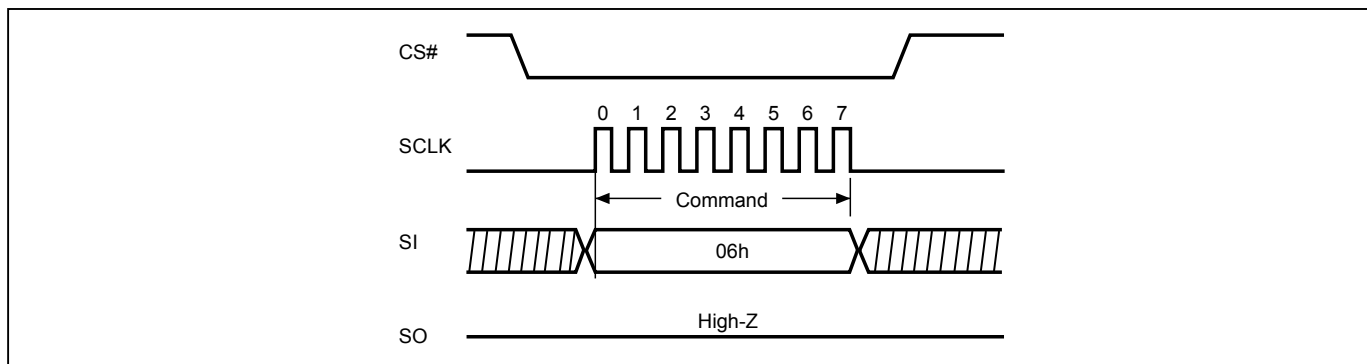 CS#
0 1 2 3 4 5 6 7
SCLK
Command
SI
06h
High-Z
SO